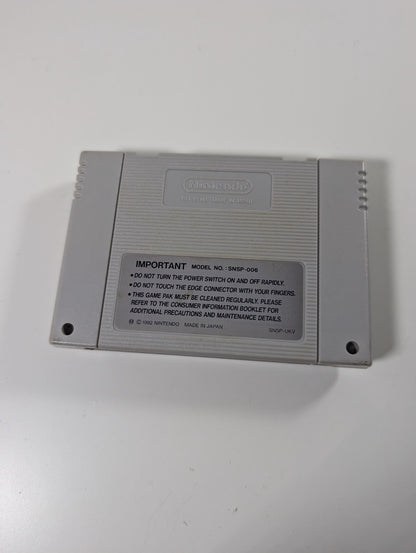 Nintendo
IMPORTANT MODEL NO.: SNSP-006
• DO NOT TURN THE POWER SWITCH ON AND OFF RAPIDLY.
• DO NOT TOUCH THE EDGE CONNECTOR WITH YOUR FINGERS.
• THIS GAME PAK MUST BE CLEANED REGULARLY. PLEASE
REFER TO THE CONSUMER INFORMATION BOOKLET FOR
ADDITIONAL PRECAUTIONS AND MAINTENANCE DETAILS.
© 1992 NINTENDO MADE IN JAPAN SNSP-UKV